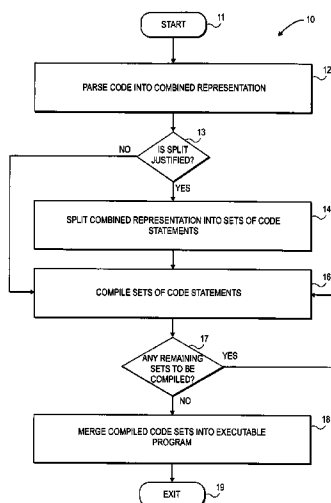 START
11
10
PARSE CODE INTO COMBINED REPRESENTATION
12
13
IS SPLIT
JUSTIFIED?
NO
YES
SPLIT COMBINED REPRESENTATION INTO SETS OF CODE
STATEMENTS
14
COMPILE SETS OF CODE STATEMENTS
16
17
ANY REMAINING
SETS TO BE
COMPILED?
YES
NO
MERGE COMPILED CODE SETS INTO EXECUTABLE
PROGRAM
18
EXIT
19